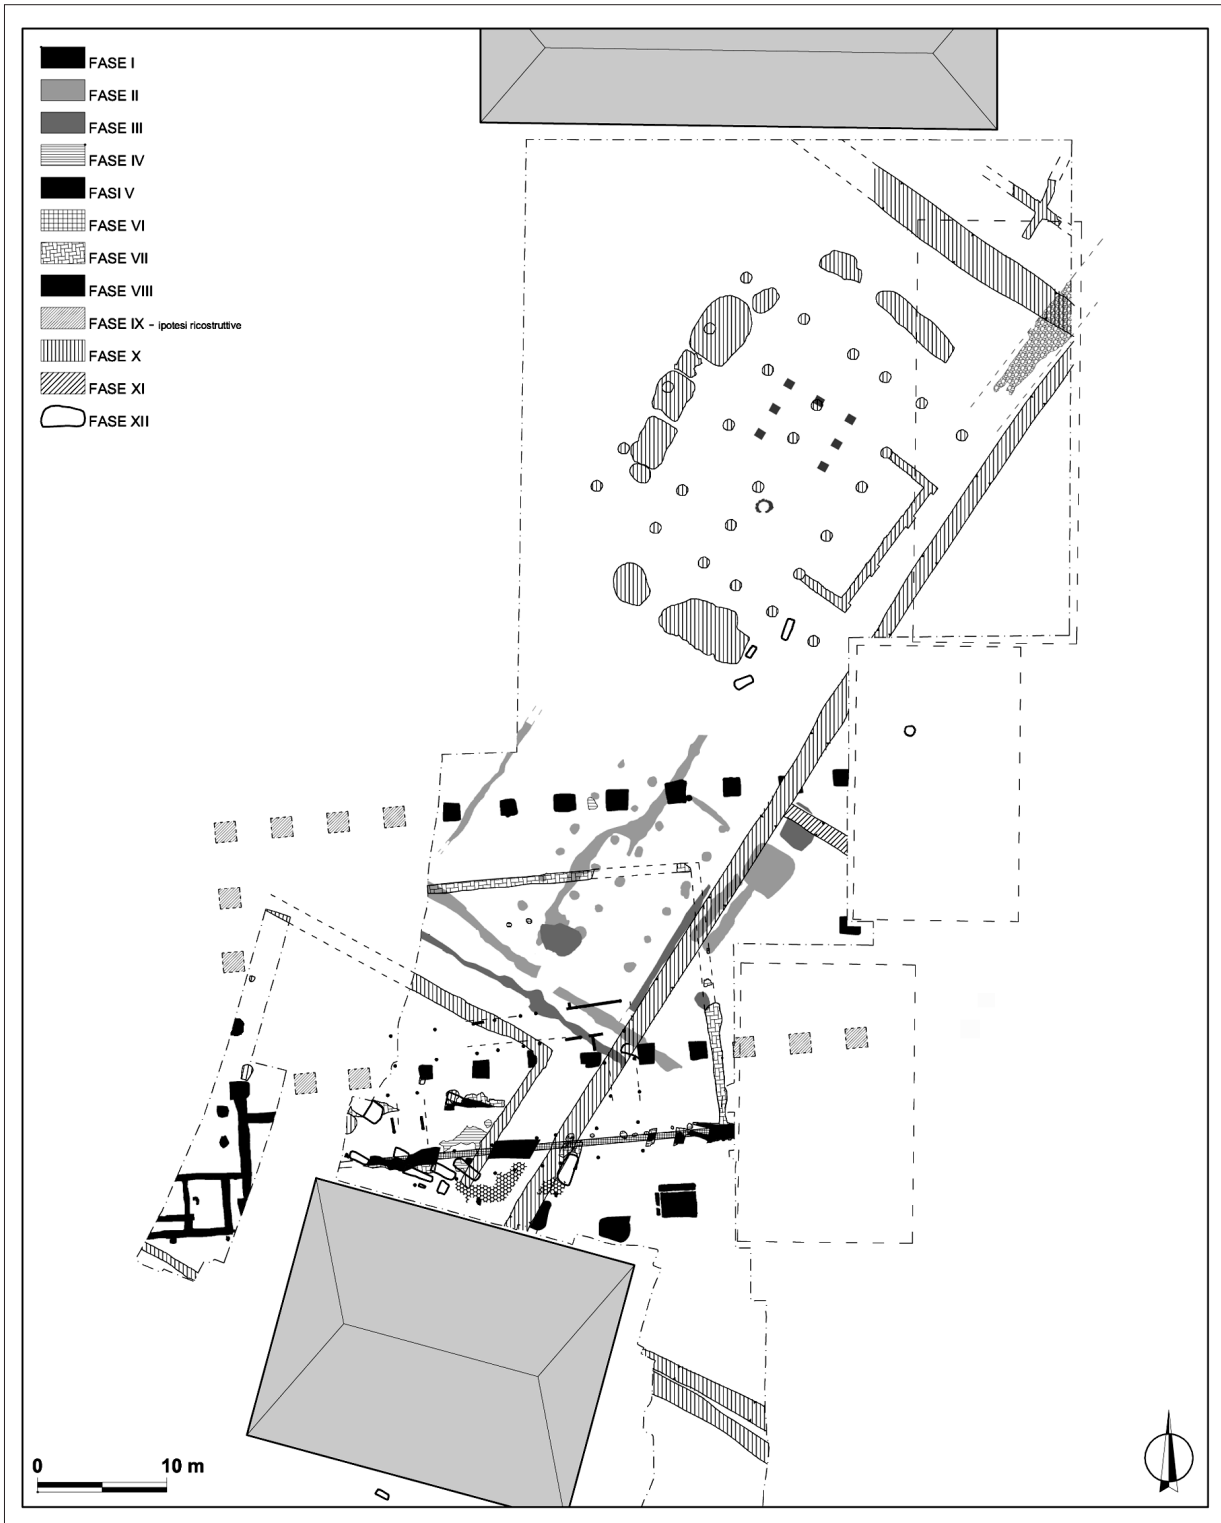 FASE I
FASE II
FASE III
FASE IV
FASI V
FASE VI
FASE VII
FASE VIII
FASE IX - ipotesi ricostruttive
FASE X
FASE XI
FASE XII
0 10 m